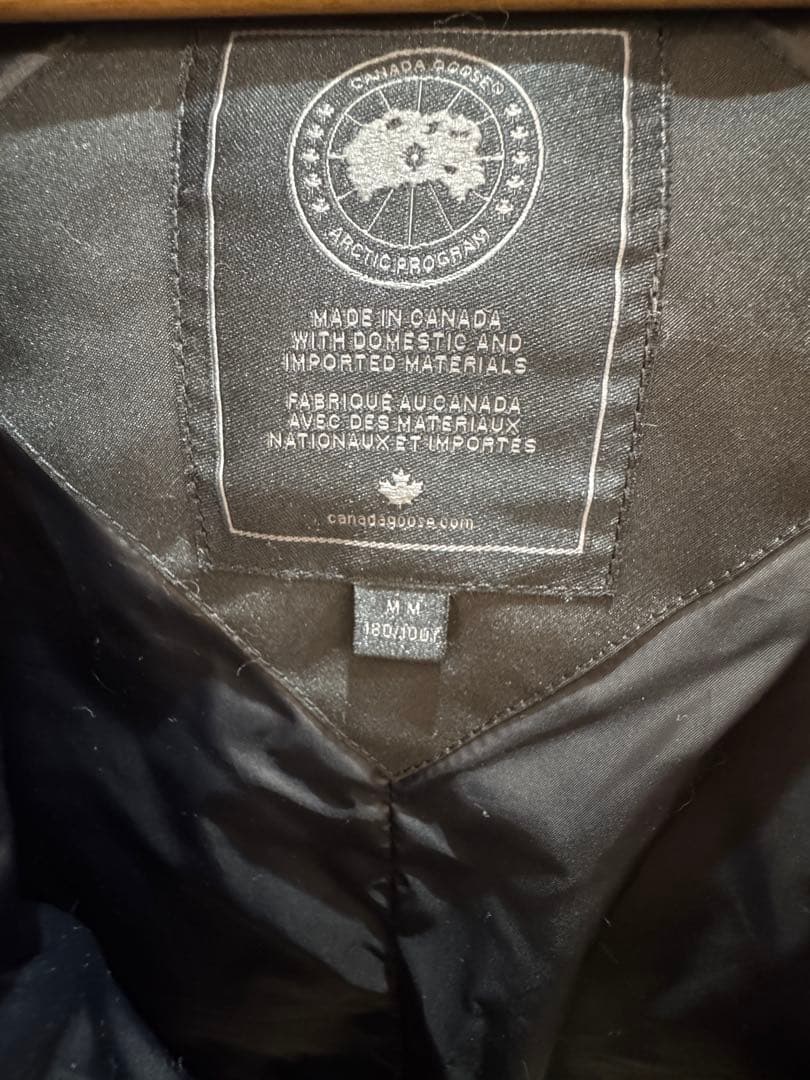 CANADA GOOSE®
ARCTIC PROGRAM
MADE IN CANADA
WITH DOMESTIC AND
IMPORTED MATERIALS
FABRIQUÉ AU CANADA
AVEC DES MATERIAUX
NATIONAUX ET IMPORTÉS
canadagoose.com
M M
180/100Y